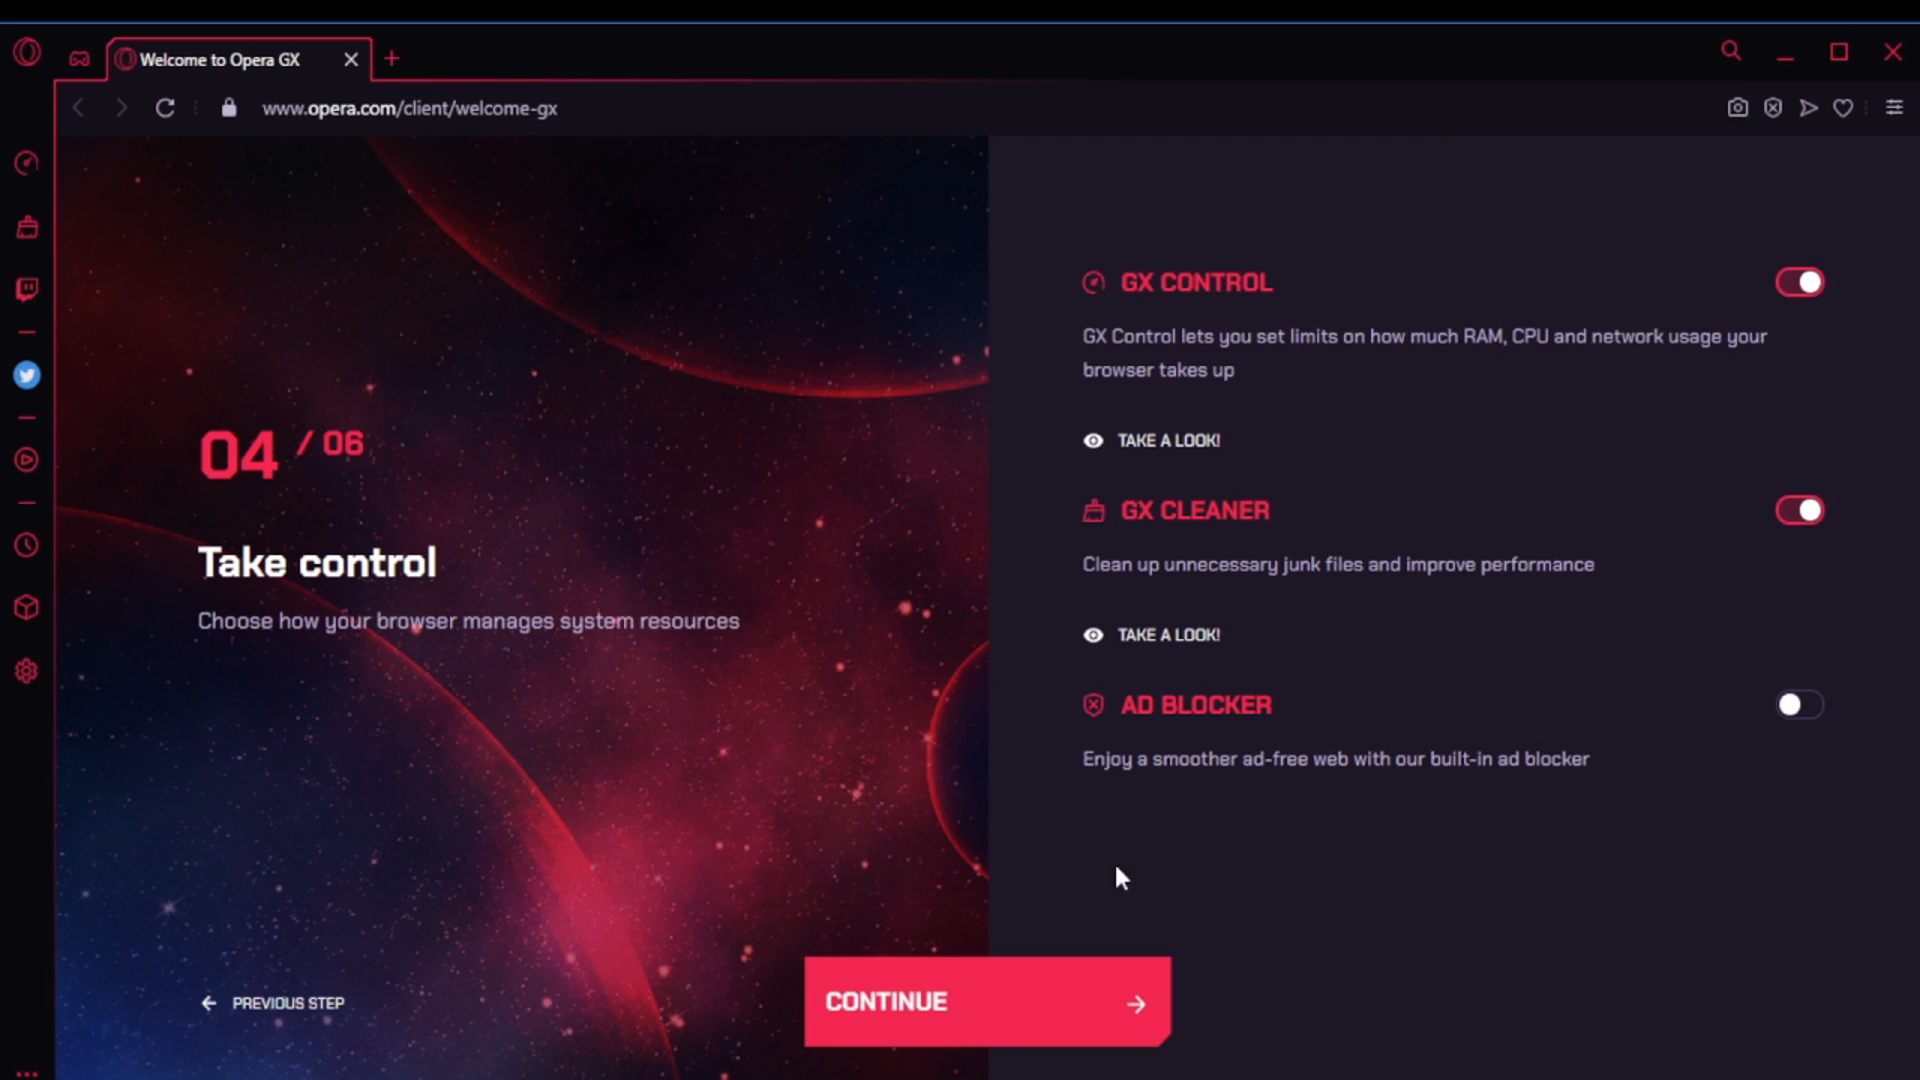 Welcome to Opera GX
www.opera.com/client/welcome-gx
04 / 06
Take control
Choose how your browser manages system resources
PREVIOUS STEP
GX CONTROL
GX Control lets you set limits on how much RAM, CPU and network usage your
browser takes up
TAKE A LOOK!
GX CLEANER
Clean up unnecessary junk files and improve performance
TAKE A LOOK!
AD BLOCKER
Enjoy a smoother ad-free web with our built-in ad blocker
CONTINUE